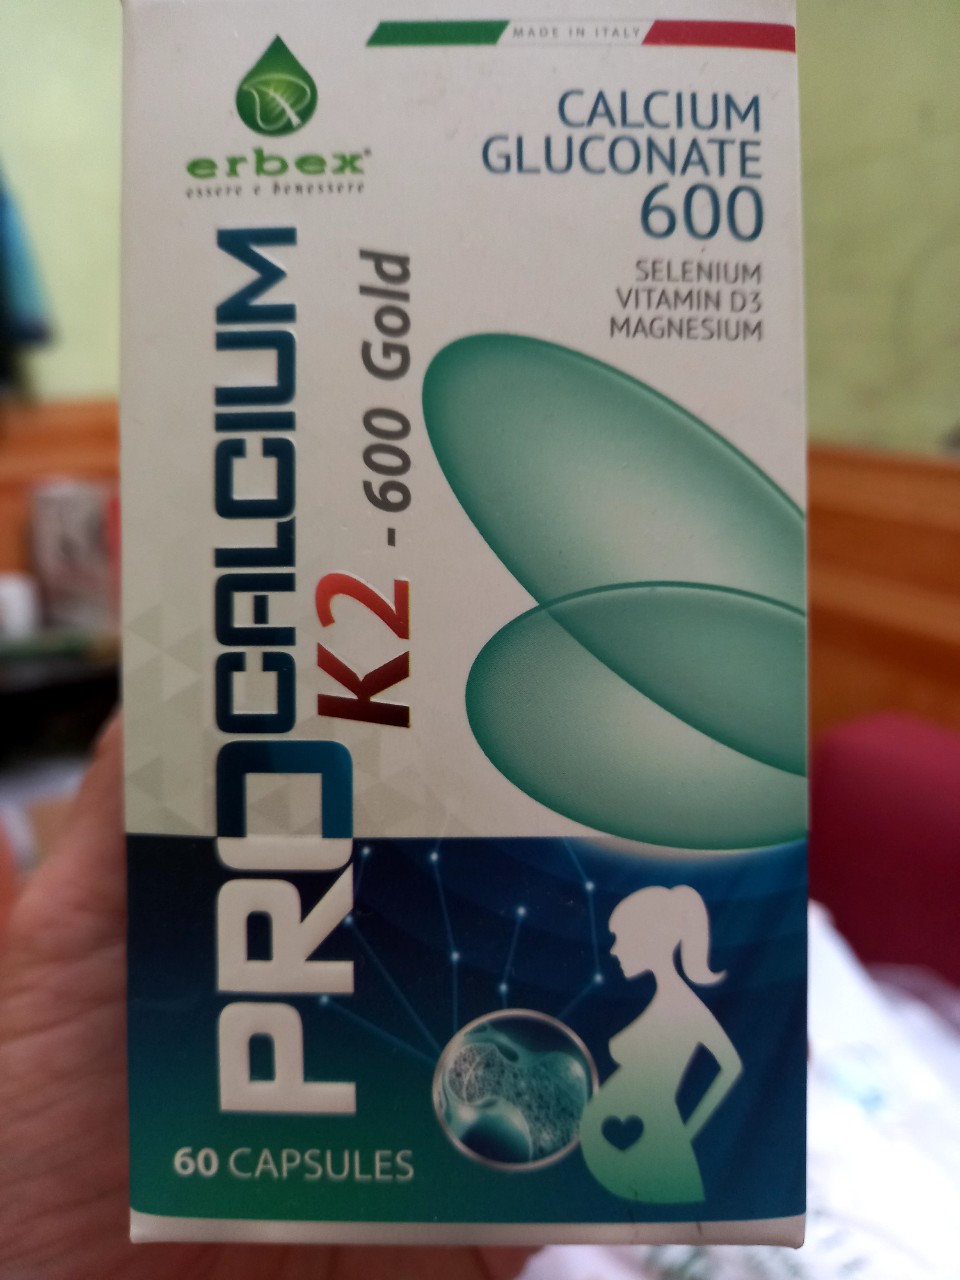 MADE IN ITALY
erbex®
essere e benessere
CALCIUM
GLUCONATE
600
SELENIUM
VITAMIN D3
MAGNESIUM
PROCALCIUM
K2 - 600 Gold
60 CAPSULES